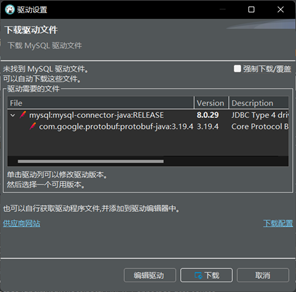 驱动设置
下载驱动文件
下载 MySQL 驱动文件
未找到 MySQL 驱动文件。
可以自动下载这些文件。
强制下载/覆盖
驱动需要的文件
File Version Description
mysql:mysql-connector-java:RELEASE 8.0.29 JDBC Type 4 dri
com.google.protobuf:protobuf-java:3.19.4 3.19.4 Core Protocol B
单击驱动列可以修改驱动版本。
然后选择一个可用版本。
也可以自行获取驱动程序文件,并添加到驱动编辑器中。
供应商网站 下载配置
编辑驱动 下载 取消